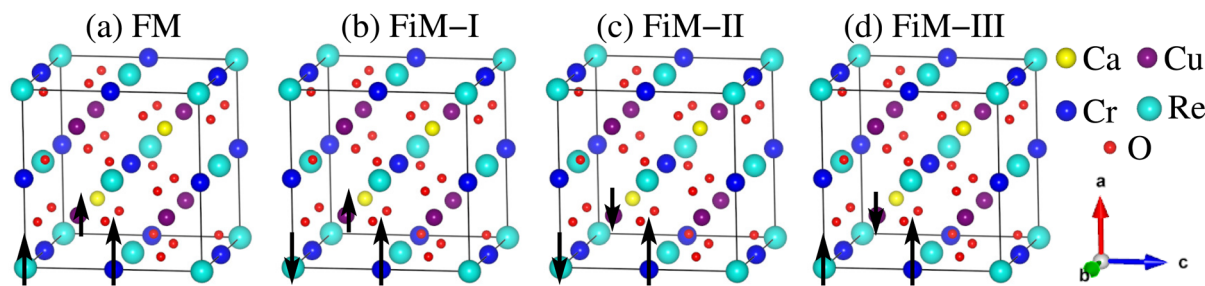 (a) FM
(b) FiM–I
(c) FiM–II
(d) FiM–III
Ca Cu
Cr Re
O
a
b
c